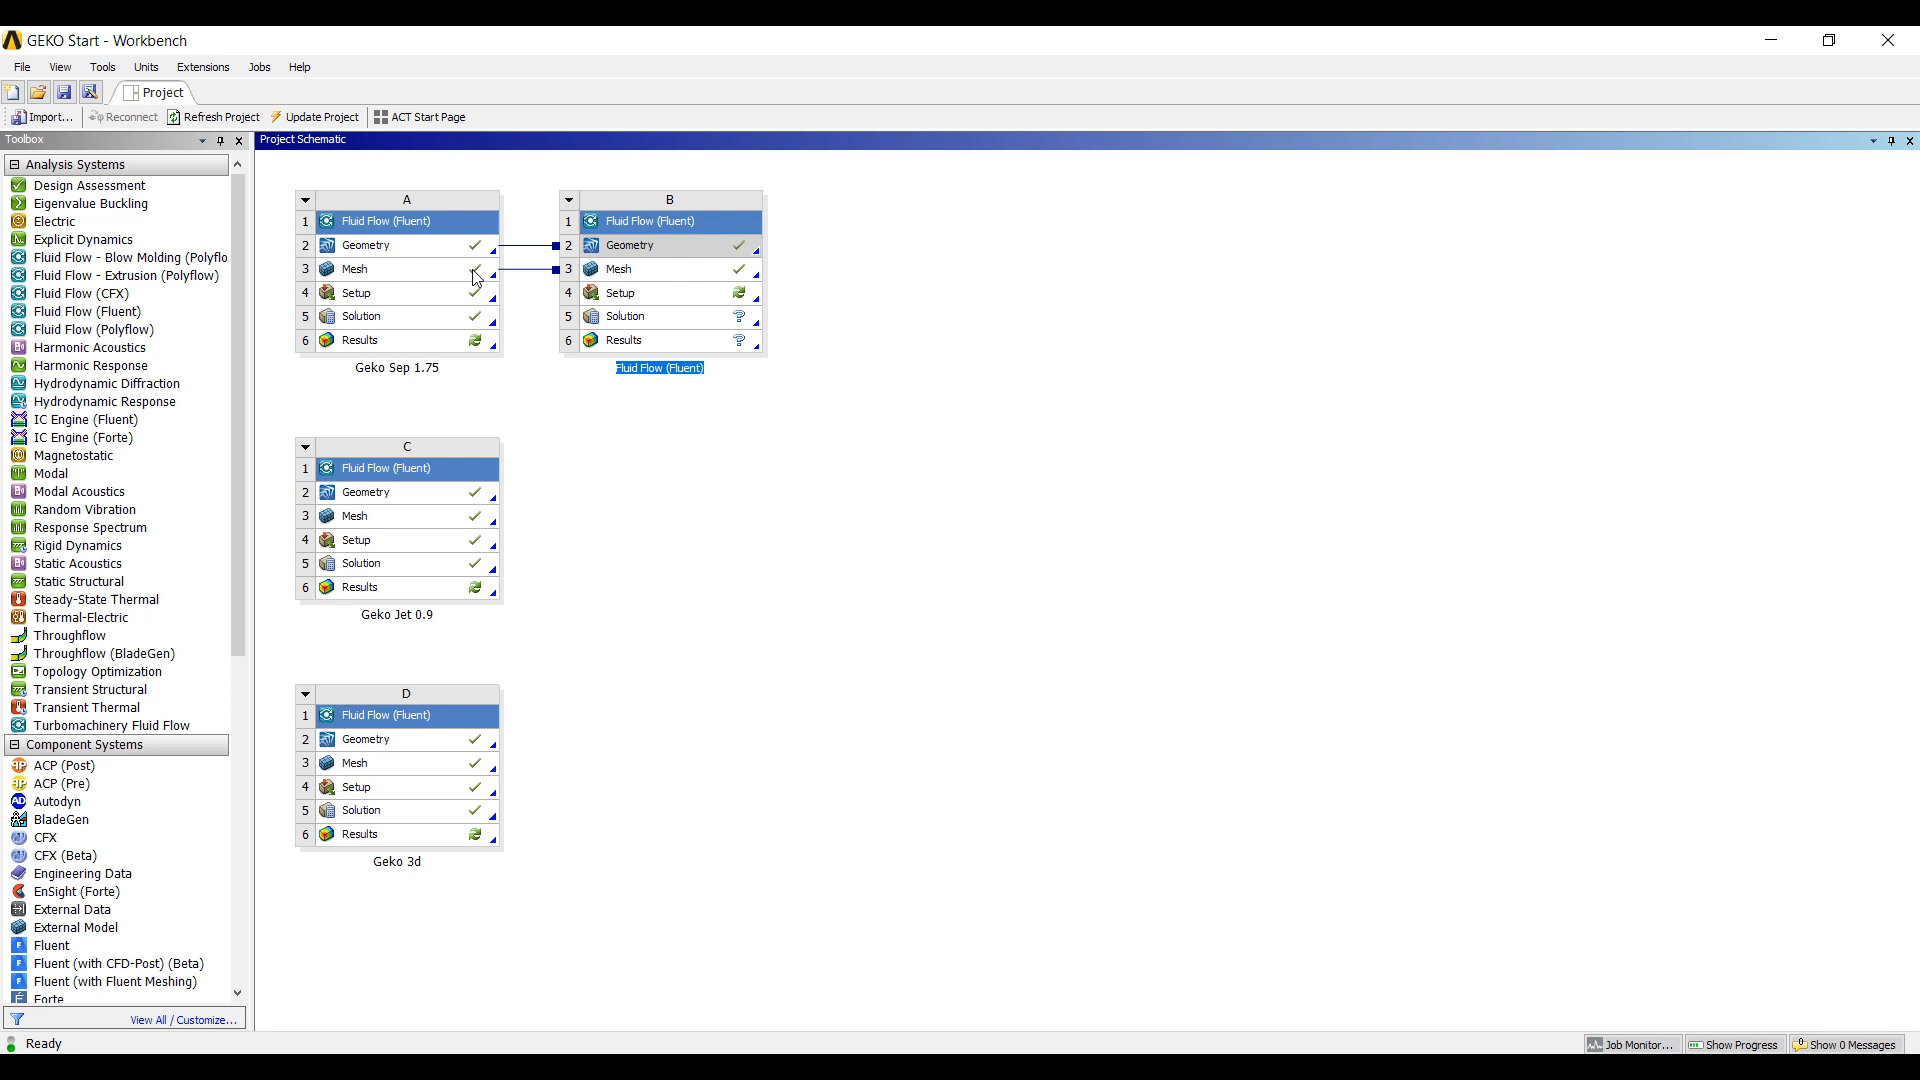 GEKO Start - Workbench
File View Tools Units Extensions Jobs Help
Project
Import... Reconnect Refresh Project Update Project ACT Start Page
Toolbox
Project Schematic
Analysis Systems
Design Assessment
Eigenvalue Buckling
Electric
Explicit Dynamics
Fluid Flow - Blow Molding (Polyflo
Fluid Flow - Extrusion (Polyflow)
Fluid Flow (CFX)
Fluid Flow (Fluent)
Fluid Flow (Polyflow)
Harmonic Acoustics
Harmonic Response
Hydrodynamic Diffraction
Hydrodynamic Response
IC Engine (Fluent)
IC Engine (Forte)
Magnetostatic
Modal
Modal Acoustics
Random Vibration
Response Spectrum
Rigid Dynamics
Static Acoustics
Static Structural
Steady-State Thermal
Thermal-Electric
Throughflow
Throughflow (BladeGen)
Topology Optimization
Transient Structural
Transient Thermal
Turbomachinery Fluid Flow
Component Systems
ACP (Post)
ACP (Pre)
Autodyn
BladeGen
CFX
CFX (Beta)
Engineering Data
EnSight (Forte)
External Data
External Model
Fluent
Fluent (with CFD-Post) (Beta)
Fluent (with Fluent Meshing)
Forte
View All / Customize...
A
1 Fluid Flow (Fluent)
2 Geometry
3 Mesh
4 Setup
5 Solution
6 Results
Geko Sep 1.75
B
1 Fluid Flow (Fluent)
2 Geometry
3 Mesh
4 Setup
5 Solution ?
6 Results ?
Fluid Flow (Fluent)
C
1 Fluid Flow (Fluent)
2 Geometry
3 Mesh
4 Setup
5 Solution
6 Results
Geko Jet 0.9
D
1 Fluid Flow (Fluent)
2 Geometry
3 Mesh
4 Setup
5 Solution
6 Results
Geko 3d
Ready
Job Monitor... Show Progress Show 0 Messages